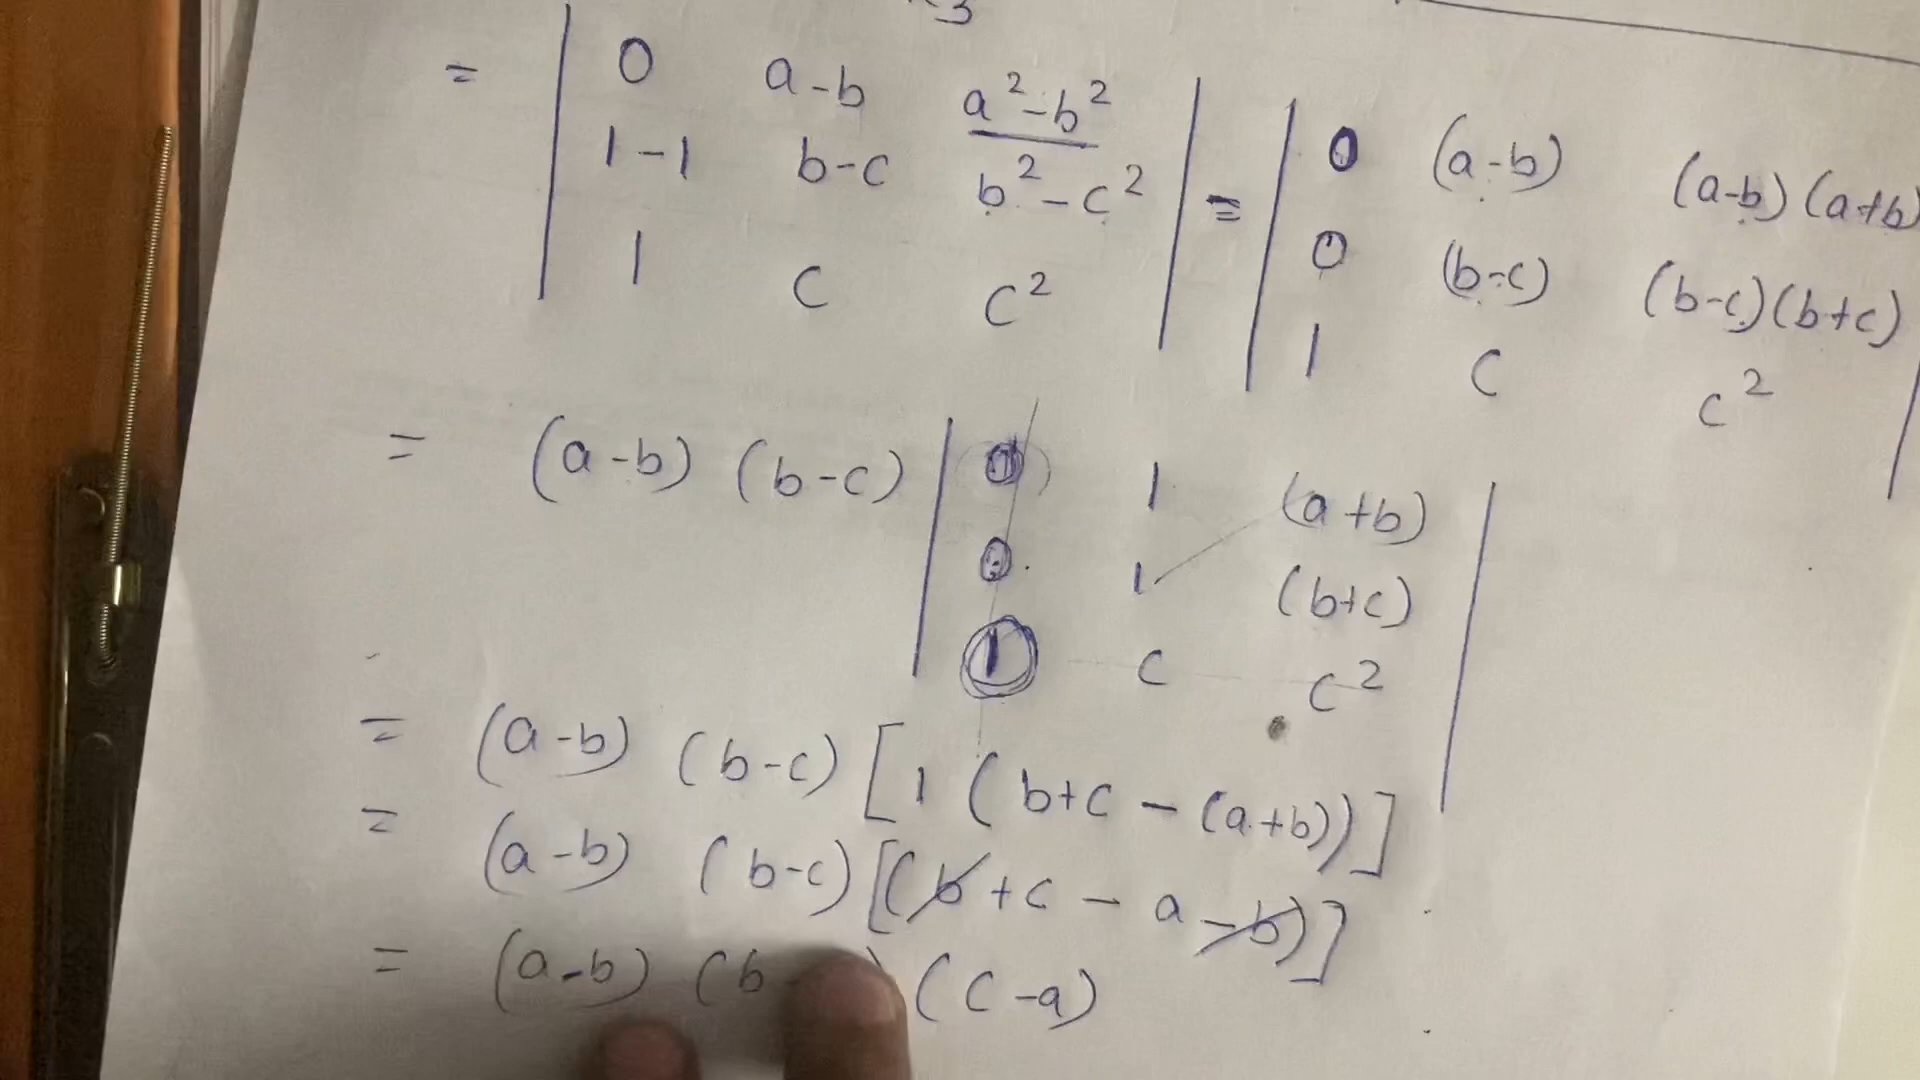 = | 0 a-b a²-b² | = | 0 (a-b) (a-b)(a+b)
1-1 b-c b²-c² 0 (b-c) (b-c)(b+c)
1 c c² 1 c c²
= (a-b) (b-c) | 0 1 (a+b) |
0 1 (b+c)
1 c c²
= (a-b) (b-c) [1 (b+c - (a+b))]
= (a-b) (b-c) [(b+c - a-b)]
= (a-b) (b ) (c-a)